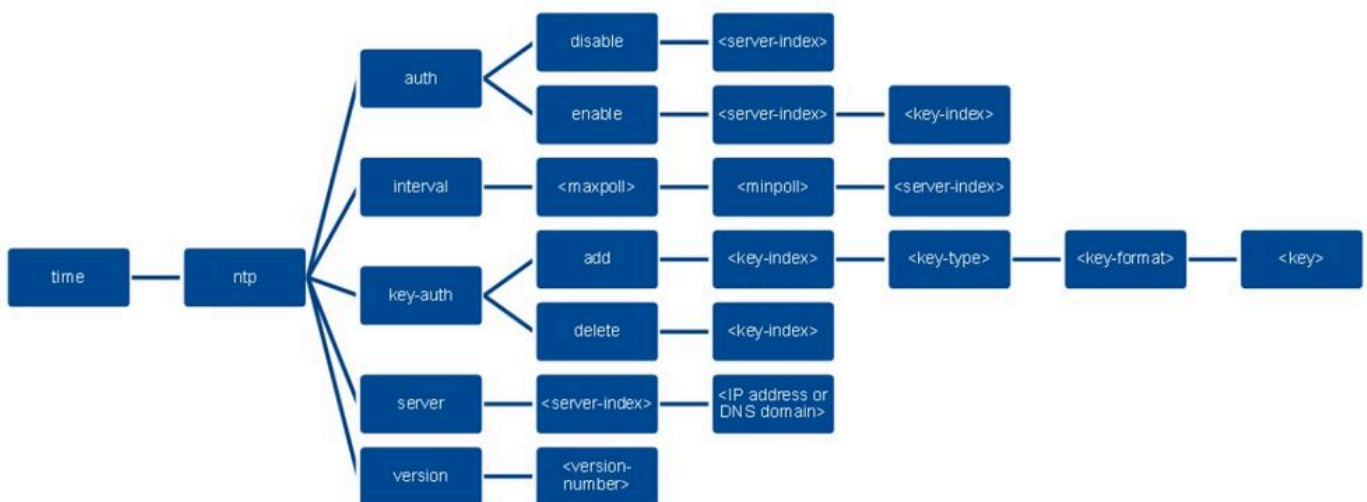 disable
<server-index>
auth
enable
<server-index>
<key-index>
interval
<maxpoll>
<minpoll>
<server-index>
time
ntp
add
<key-index>
<key-type>
<key-format>
<key>
key-auth
delete
<key-index>
server
<server-index>
<IP address or
DNS domain>
version
<version-
number>